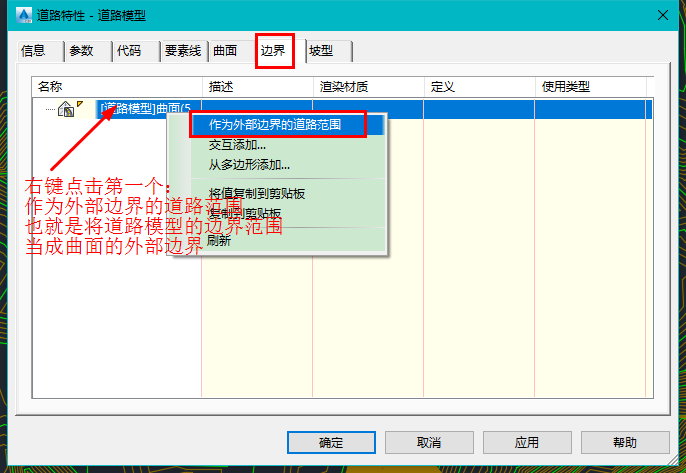 道路特性 - 道路模型
信息 参数 代码 要素线 曲面 边界 坡型
名称 描述 渲染材质 定义 使用类型
[道路模型]曲面(5
作为外部边界的道路范围
交互添加...
从多边形添加...
将值复制到剪贴板
复制到剪贴板
刷新
右键点击第一个:
作为外部边界的道路范围
也就是将道路模型的边界范围
当成曲面的外部边界
确定 取消 应用 帮助